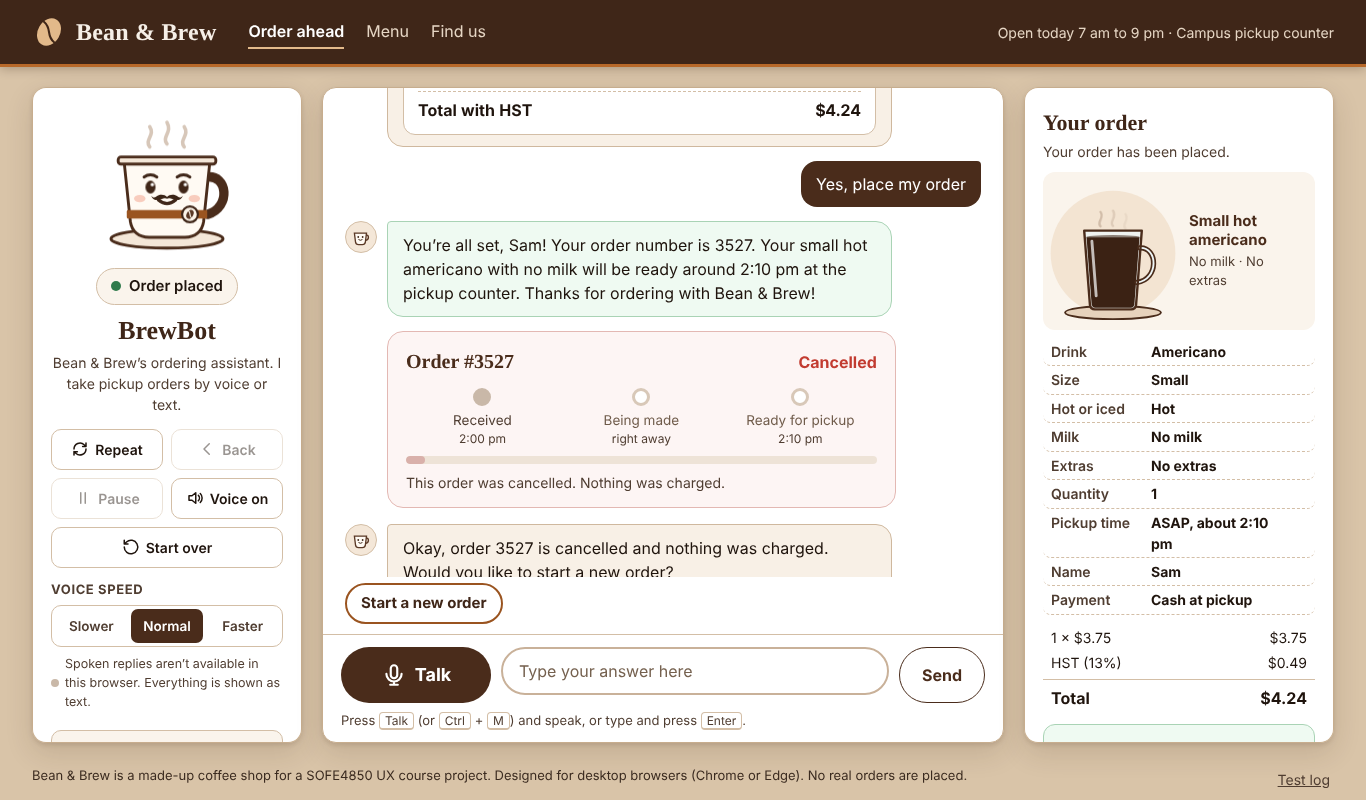 Bean & Brew
Order ahead
Menu
Find us
Open today 7 am to 9 pm · Campus pickup counter
Order placed
BrewBot
Bean & Brew’s ordering assistant. I
take pickup orders by voice or
text.
Repeat
Back
Pause
Voice on
Start over
VOICE SPEED
Slower
Normal
Faster
Spoken replies aren’t available in
this browser. Everything is shown as
text.
Total with HST $4.24
Yes, place my order
You’re all set, Sam! Your order number is 3527. Your small hot
americano with no milk will be ready around 2:10 pm at the
pickup counter. Thanks for ordering with Bean & Brew!
Order #3527 Cancelled
Received Being made Ready for pickup
2:00 pm right away 2:10 pm
This order was cancelled. Nothing was charged.
Okay, order 3527 is cancelled and nothing was charged.
Would you like to start a new order?
Start a new order
Talk
Type your answer here
Send
Press Talk (or Ctrl + M) and speak, or type and press Enter.
Your order
Your order has been placed.
Small hot
americano
No milk · No
extras
Drink Americano
Size Small
Hot or iced Hot
Milk No milk
Extras No extras
Quantity 1
Pickup time ASAP, about 2:10
pm
Name Sam
Payment Cash at pickup
1 × $3.75 $3.75
HST (13%) $0.49
Total $4.24
Bean & Brew is a made-up coffee shop for a SOFE4850 UX course project. Designed for desktop browsers (Chrome or Edge). No real orders are placed.
Test log